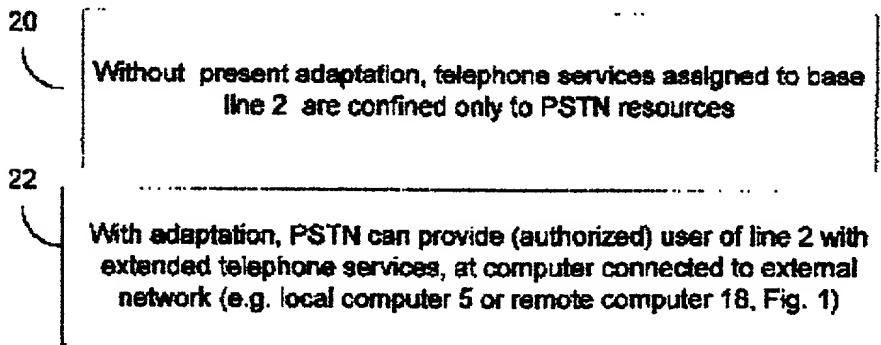 20
Without present adaptation, telephone services assigned to base
line 2 are confined only to PSTN resources
22
With adaptation, PSTN can provide (authorized) user of line 2 with
extended telephone services, at computer connected to external
network (e.g. local computer 5 or remote computer 18, Fig. 1)